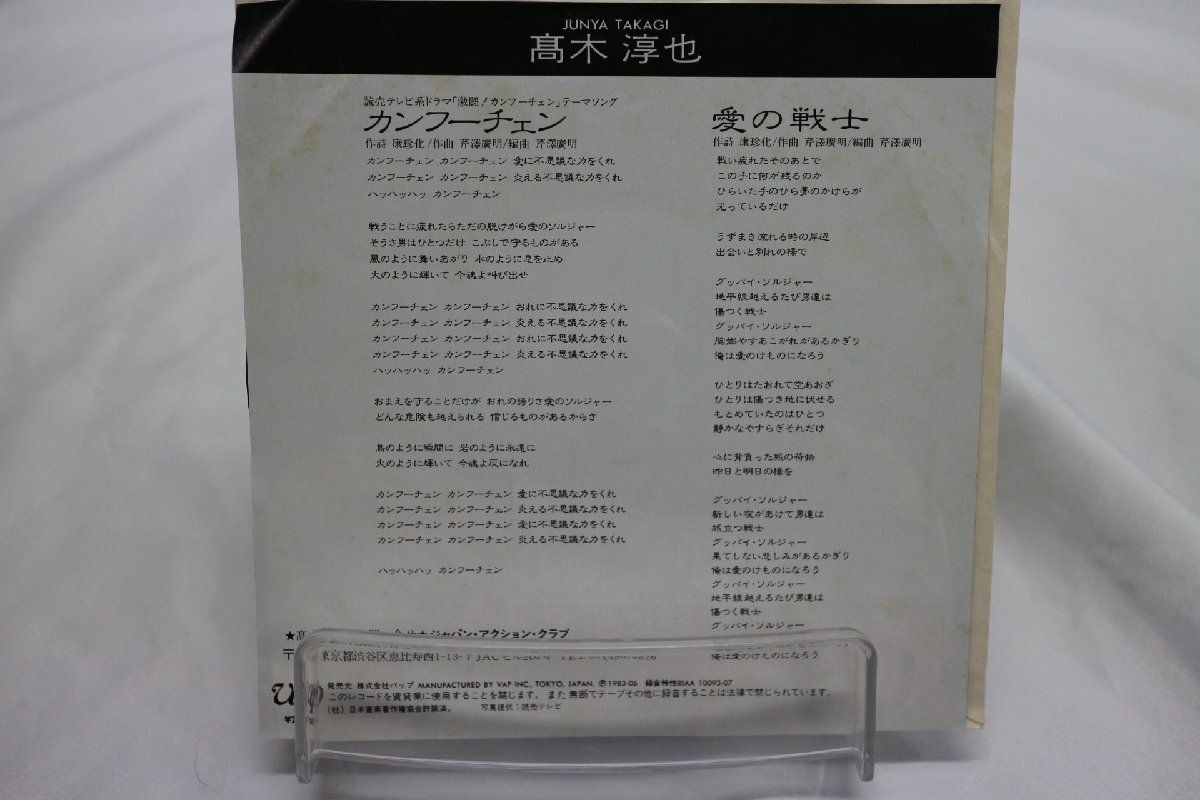 JUNYA TAKAGI
髙木 淳也
読売テレビ系ドラマ「激闘！カンフーチェン」テーマソング
カンフーチェン
作詩 康珍化/作曲 芹澤廣明/編曲 芹澤廣明
カンフーチェン カンフーチェン 愛に不思議な力をくれ
カンフーチェン カンフーチェン 炎える不思議な力をくれ
ハッハッハッ カンフーチェン
戦うことに疲れたらただの脱けがら愛のソルジャー
そうさ男はひとつだけ こぶしで守るものがある
風のように舞いあがり 水のように息を止め
火のように輝いて 今魂よ叫び出せ
カンフーチェン カンフーチェン おれに不思議な力をくれ
カンフーチェン カンフーチェン 炎える不思議な力をくれ
カンフーチェン カンフーチェン おれに不思議な力をくれ
カンフーチェン カンフーチェン 炎える不思議な力をくれ
ハッハッハッ カンフーチェン
おまえを守ることだけが おれの誇りさ愛のソルジャー
どんな危険も越えられる 信じるものがあるからさ
鳥のように瞬間に 岩のように永遠に
火のように輝いて 今魂よ灰になれ
カンフーチェン カンフーチェン 愛に不思議な力をくれ
カンフーチェン カンフーチェン 炎える不思議な力をくれ
カンフーチェン カンフーチェン 愛に不思議な力をくれ
カンフーチェン カンフーチェン 炎える不思議な力をくれ
ハッハッハッ カンフーチェン
愛の戦士
作詩 康珍化/作曲 芹澤廣明/編曲 芹澤廣明
戦い疲れたそのあとで
この手に何が残るのか
ひらいた手のひら夢のかけらが
光っているだけ
うずまき流れる時の岸辺
出会いと別れの橋で
グッバイ・ソルジャー
地平線越えるたび男達は
傷つく戦士
グッバイ・ソルジャー
胸燃やすあこがれがあるかぎり
俺は愛のけものになろう
ひとりはたおれて空あおぎ
ひとりは傷つき地に伏せる
もとめていたのはひとつ
静かなやすらぎそれだけ
心に背負った旅の荷物
昨日と明日の橋を
グッバイ・ソルジャー
新しい夜があけて男達は
旅立つ戦士
グッバイ・ソルジャー
果てしない悲しみがあるかぎり
俺は愛のけものになろう
グッバイ・ソルジャー
地平線越えるたび男達は
傷つく戦士
グッバイ・ソルジャー
俺は愛のけものになろう
★髙 ジャパン・アクション・クラブ
〒 東京都渋谷区恵比寿西1-13-7 JAC
発売元 株式会社バップ MANUFACTURED BY VAP INC. TOKYO, JAPAN. Ⓟ1983-06 録音特性RIAA 10093-07
このレコードを賃貸業に使用することを禁じます。また無断でテープその他に録音することは法律で禁じられています。
(社)日本音楽著作権協会許諾済。 写真提供：読売テレビ